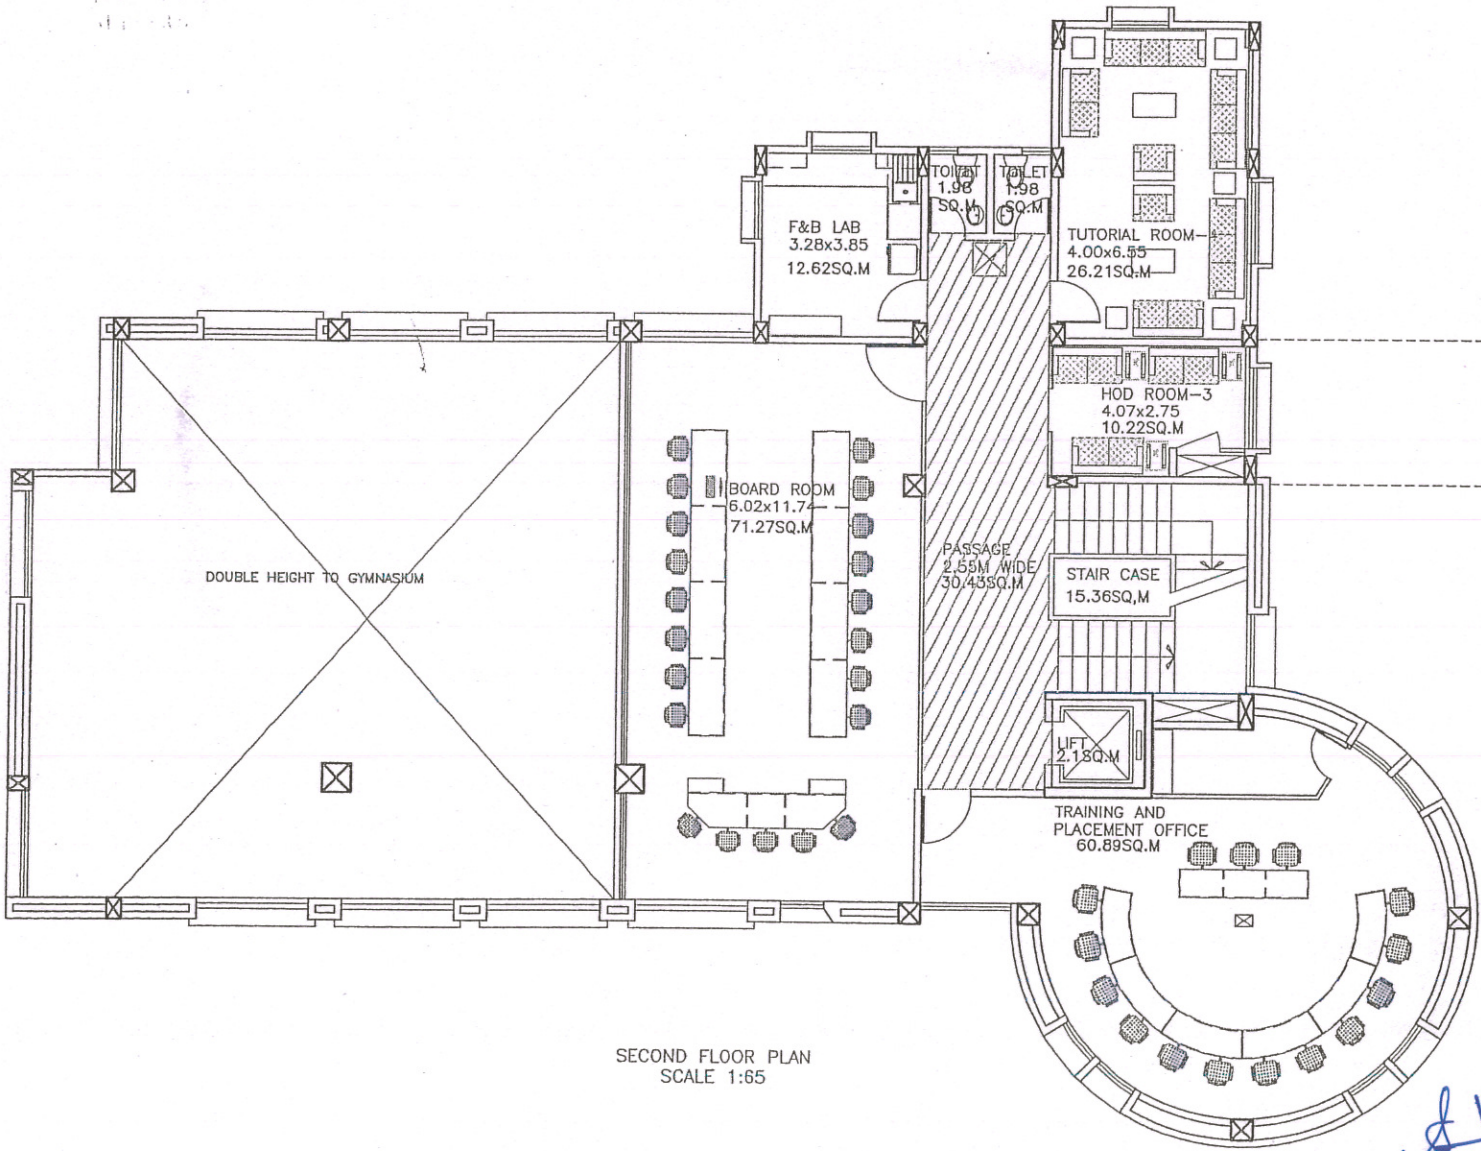 TOILET
1.98
SQ.M
TOILET
1.98
SQ.M
F&B LAB
3.28x3.85
12.62SQ.M
TUTORIAL ROOM-
4.00x6.55
26.21SQ.M
HOD ROOM-3
4.07x2.75
10.22SQ.M
BOARD ROOM
6.02x11.74
71.27SQ.M
DOUBLE HEIGHT TO GYMNASIUM
PASSAGE
2.55M WIDE
30.43SQ.M
STAIR CASE
15.36SQ,M
LIFT
2.1SQ.M
TRAINING AND
PLACEMENT OFFICE
60.89SQ.M
SECOND FLOOR PLAN
SCALE 1:65